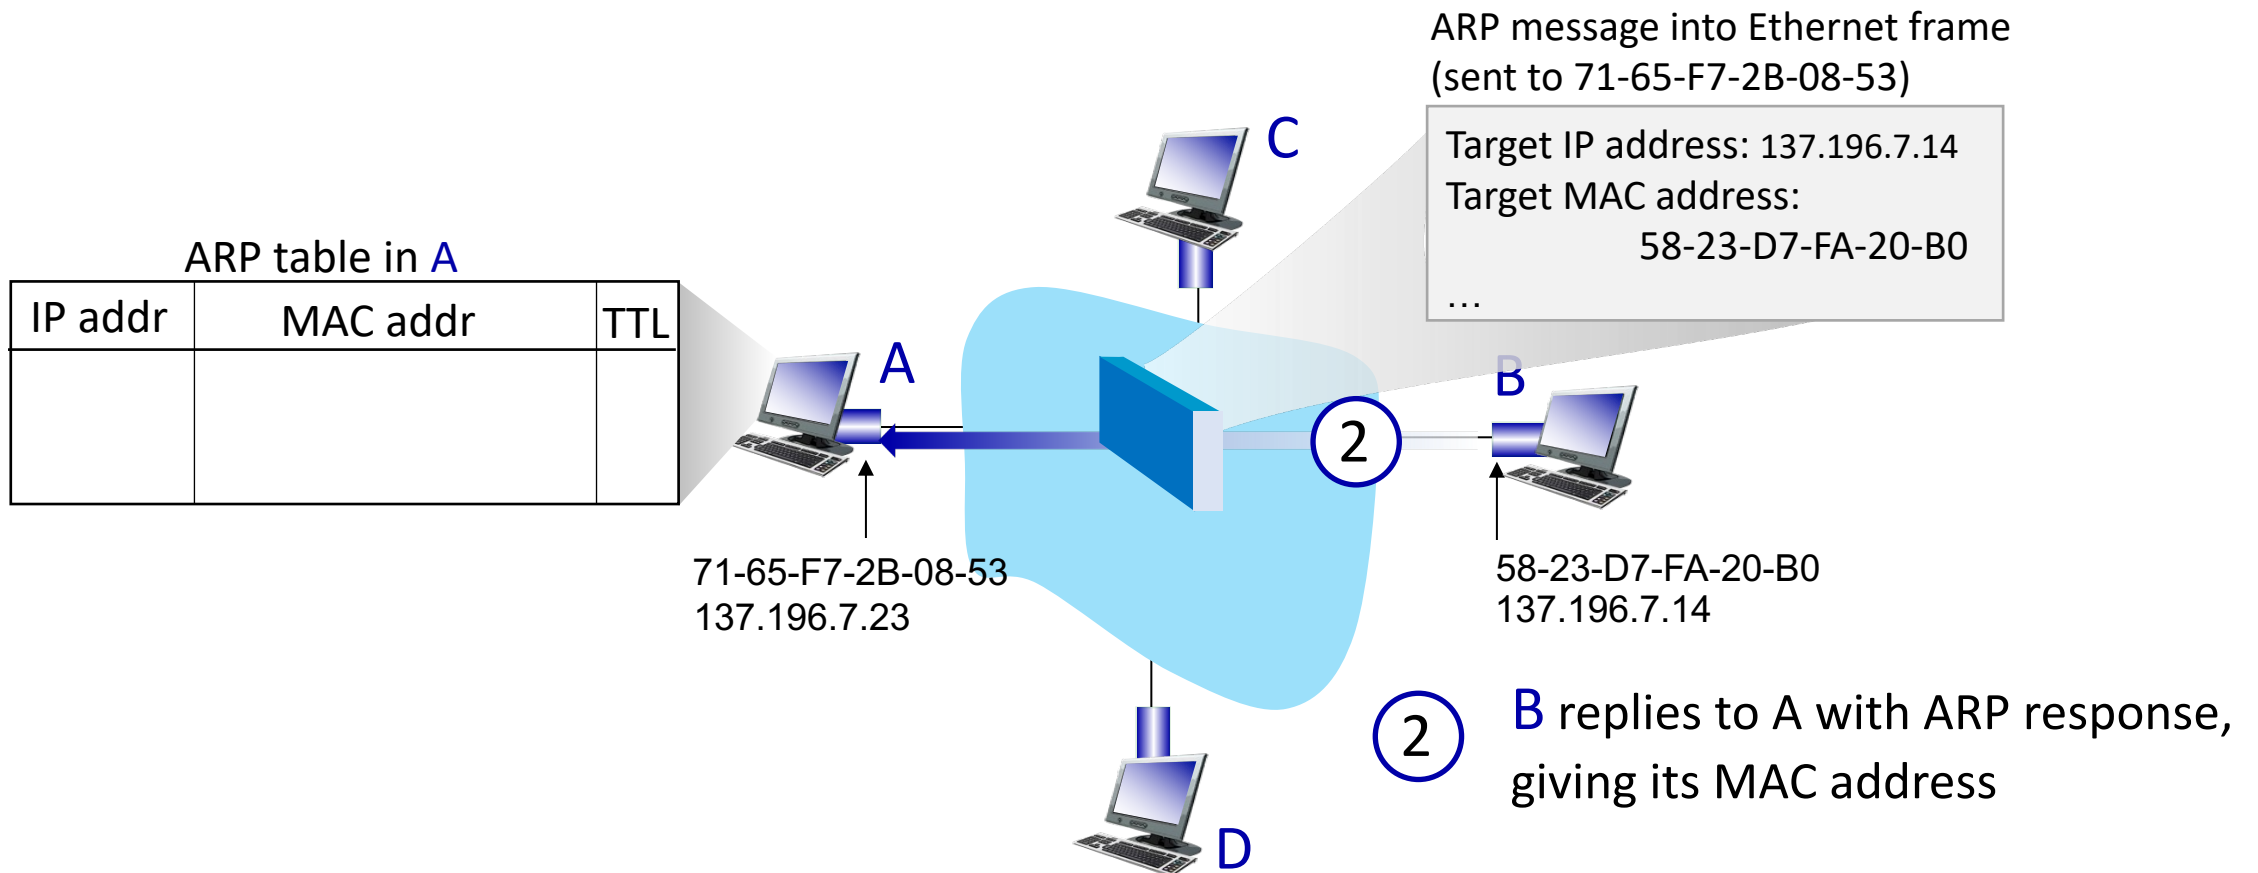 ARP message into Ethernet frame
(sent to 71-65-F7-2B-08-53)
Target IP address: 137.196.7.14
Target MAC address:
58-23-D7-FA-20-B0
…
C
ARP table in A
IP addr MAC addr TTL
A
B
2
71-65-F7-2B-08-53
137.196.7.23
58-23-D7-FA-20-B0
137.196.7.14
2 B replies to A with ARP response,
giving its MAC address
D